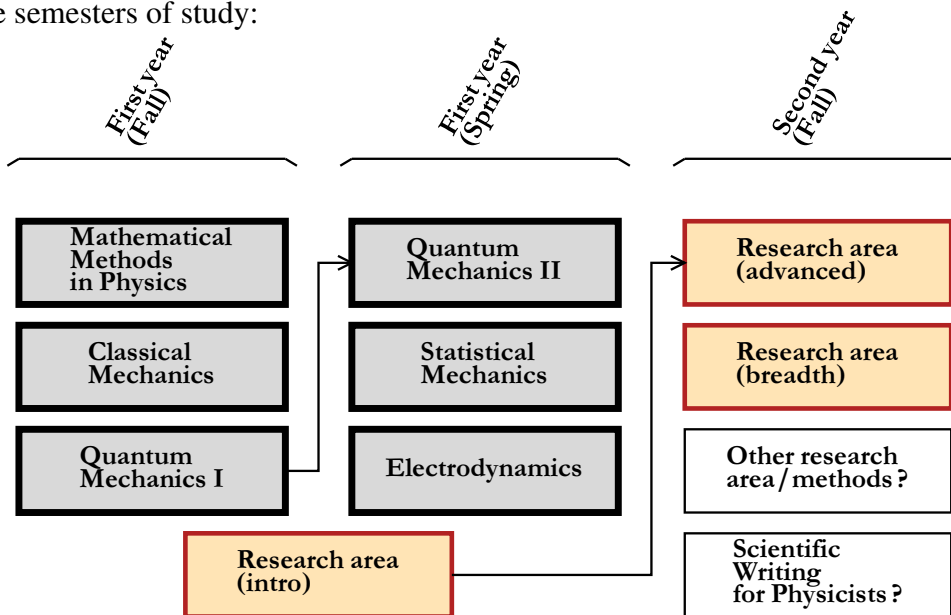 e semesters of study:
First year
(Fall)
First year
(Spring)
Second year
(Fall)
Mathematical
Methods
in Physics
Quantum
Mechanics II
Research area
(advanced)
Classical
Mechanics
Statistical
Mechanics
Research area
(breadth)
Quantum
Mechanics I
Electrodynamics
Other research
area/methods?
Research area
(intro)
Scientific
Writing
for Physicists?